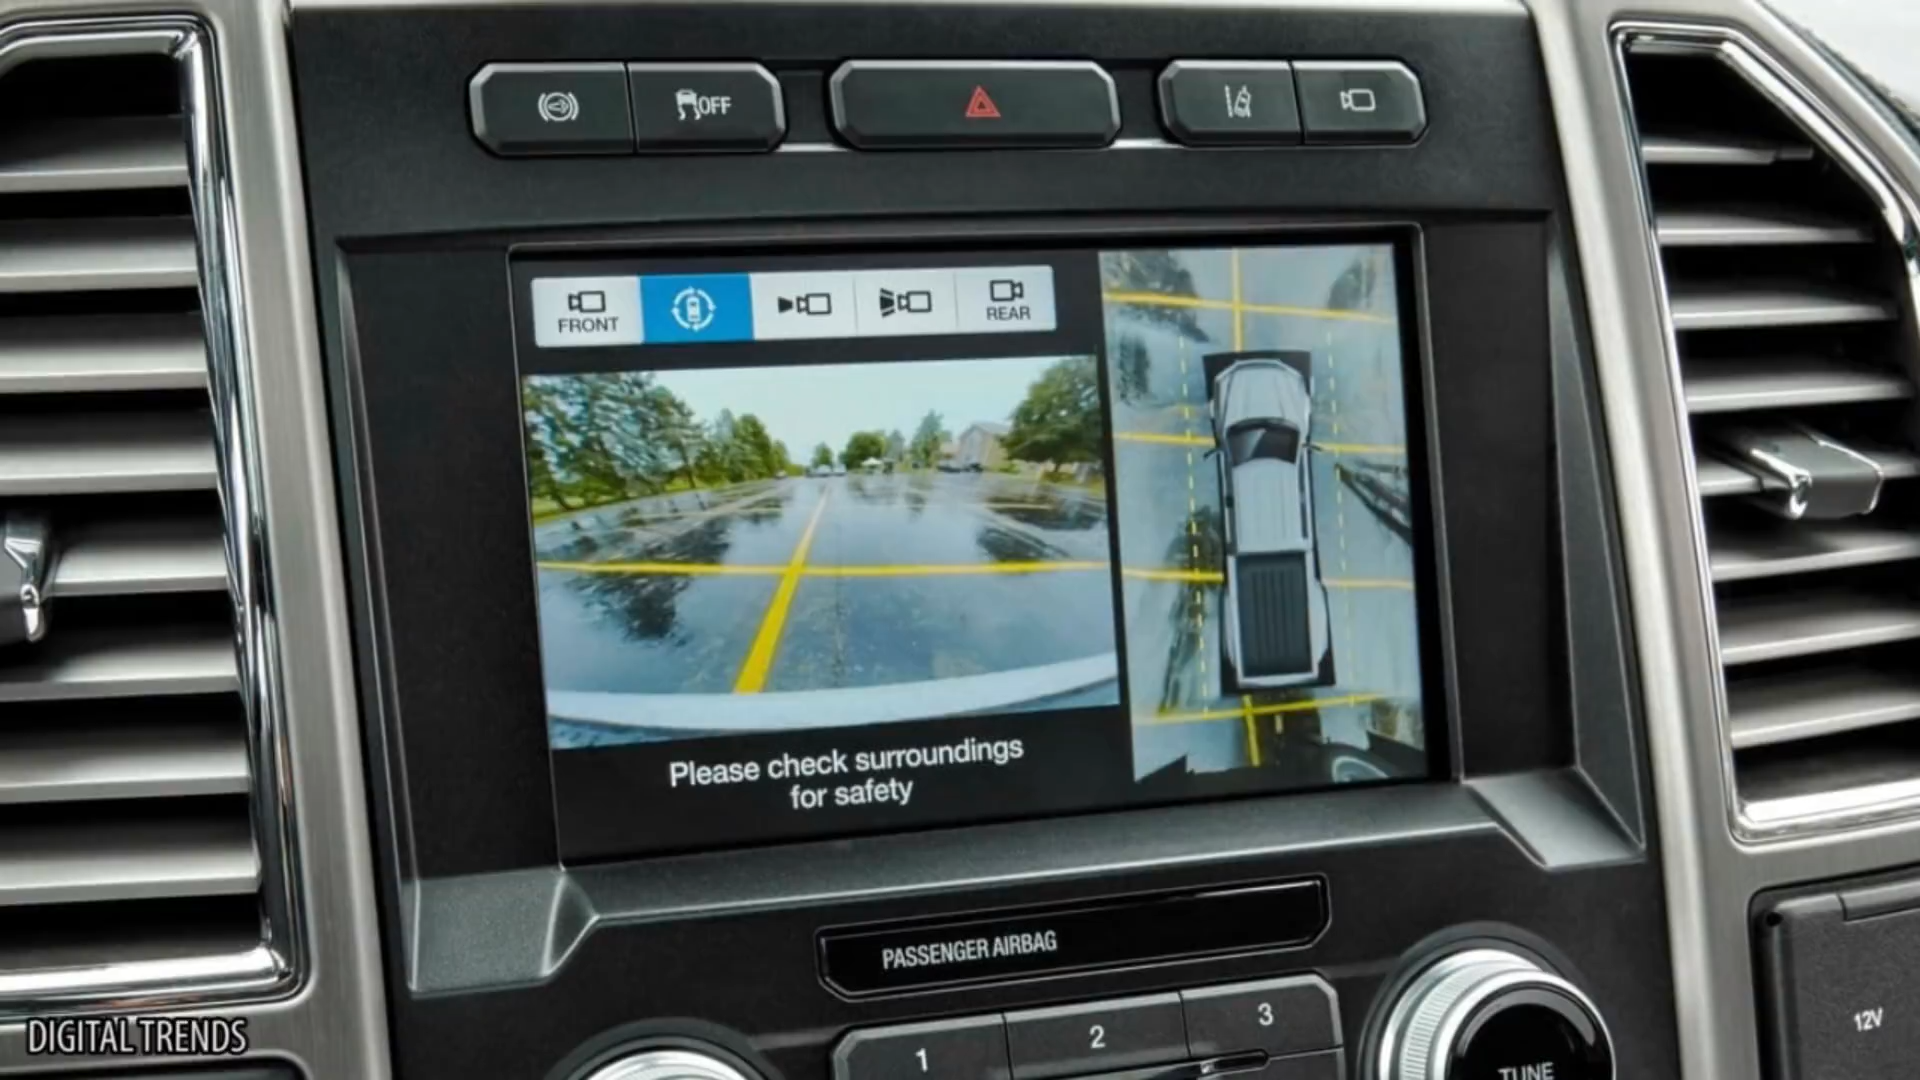 OFF
FRONT
REAR
Please check surroundings
for safety
PASSENGER AIRBAG
1
2
3
TUNE
12V
DIGITAL TRENDS